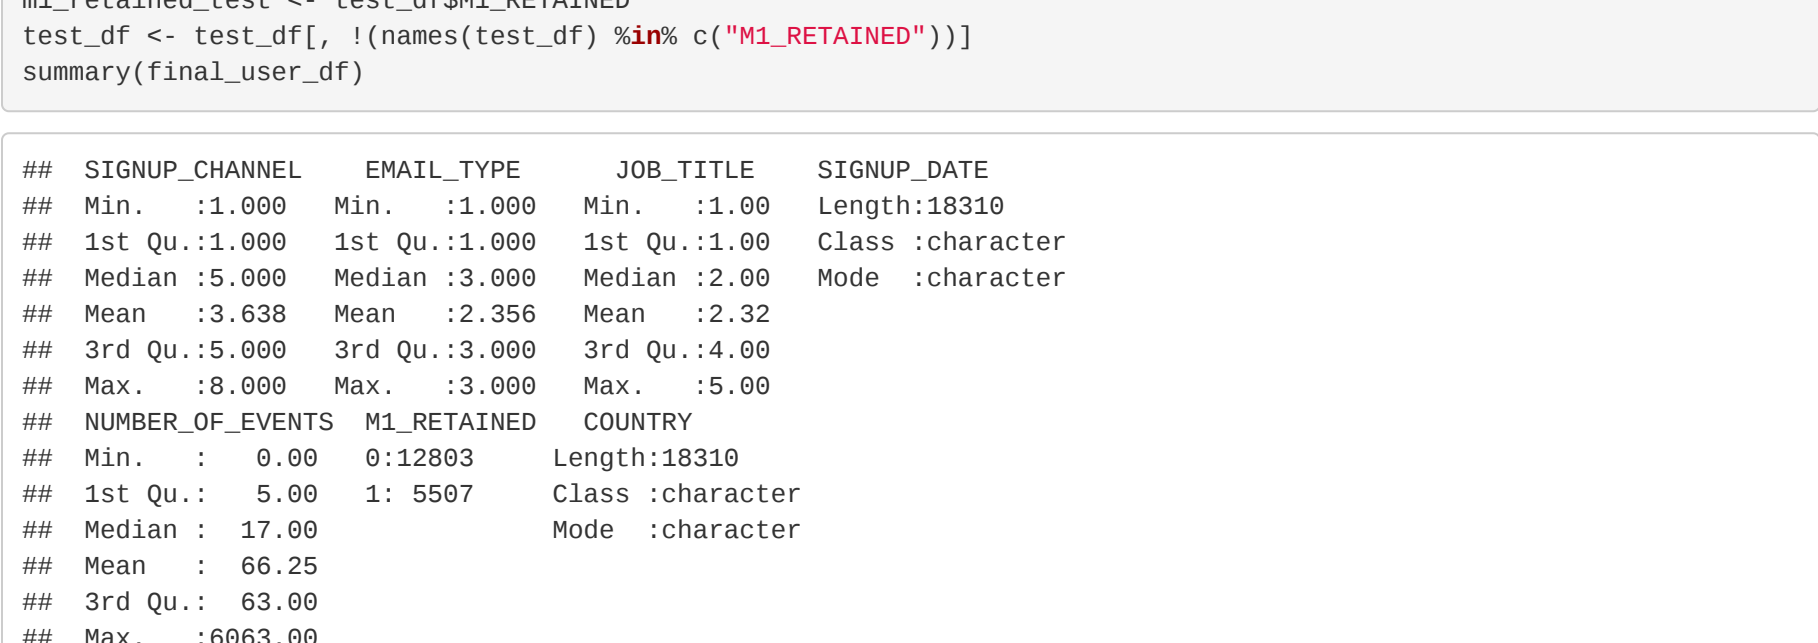 m1_retained_test <- test_df$M1_RETAINED
test_df <- test_df[, !(names(test_df) %in% c("M1_RETAINED"))]
summary(final_user_df)
##  SIGNUP_CHANNEL    EMAIL_TYPE      JOB_TITLE    SIGNUP_DATE
##  Min.   :1.000   Min.   :1.000   Min.   :1.00   Length:18310
##  1st Qu.:1.000   1st Qu.:1.000   1st Qu.:1.00   Class :character
##  Median :5.000   Median :3.000   Median :2.00   Mode  :character
##  Mean   :3.638   Mean   :2.356   Mean   :2.32
##  3rd Qu.:5.000   3rd Qu.:3.000   3rd Qu.:4.00
##  Max.   :8.000   Max.   :3.000   Max.   :5.00
##  NUMBER_OF_EVENTS  M1_RETAINED   COUNTRY
##  Min.   :   0.00   0:12803     Length:18310
##  1st Qu.:   5.00   1: 5507     Class :character
##  Median :  17.00               Mode  :character
##  Mean   :  66.25
##  3rd Qu.:  63.00
##  Max.   :6063.00